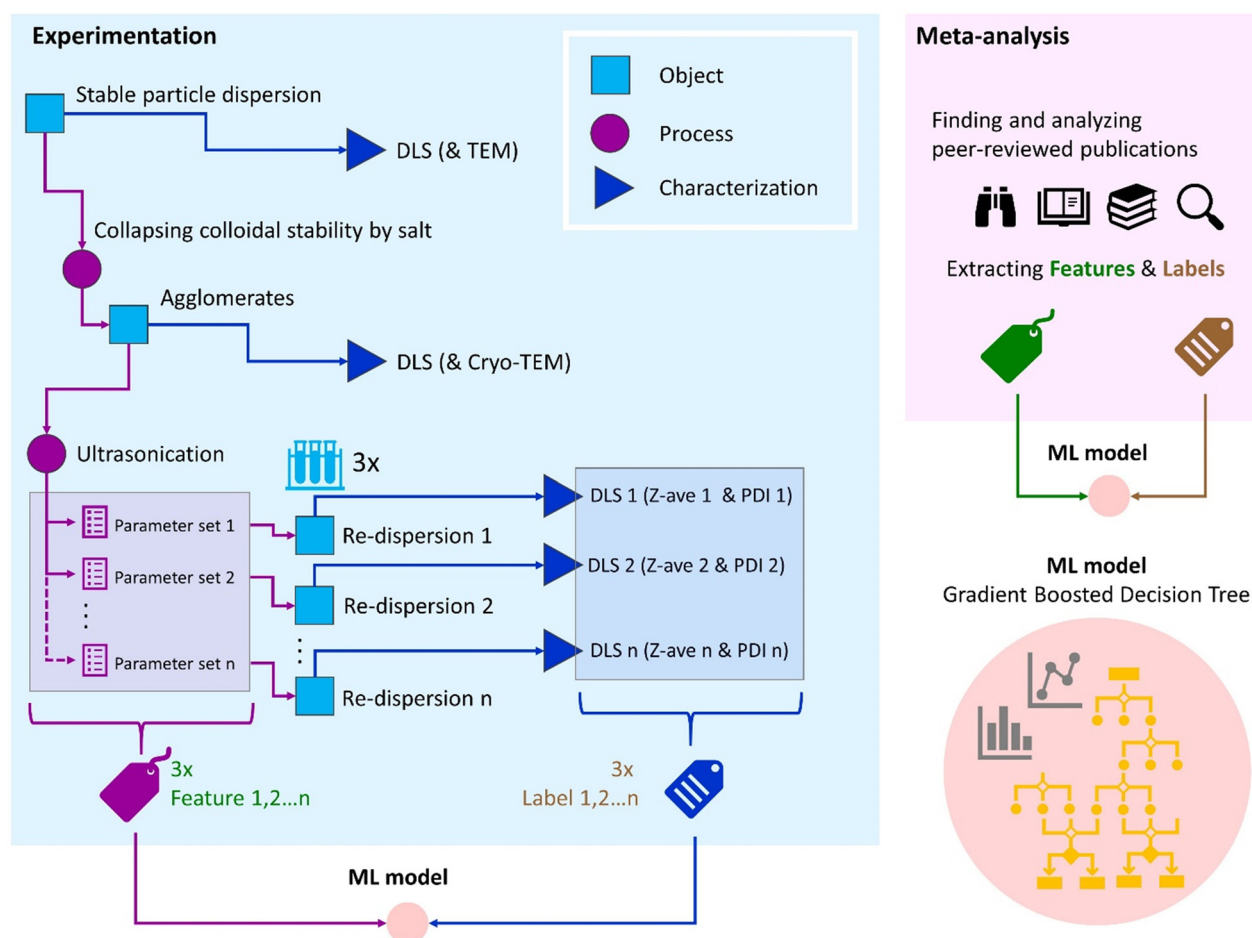 Experimentation
Object
Process
Characterization
Stable particle dispersion
DLS (& TEM)
Collapsing colloidal stability by salt
Agglomerates
DLS (& Cryo-TEM)
Ultrasonication
3x
Parameter set 1
Parameter set 2
Parameter set n
Re-dispersion 1
Re-dispersion 2
Re-dispersion n
DLS 1 (Z-ave 1 & PDI 1)
DLS 2 (Z-ave 2 & PDI 2)
DLS n (Z-ave n & PDI n)
3x
Feature 1,2...n
3x
Label 1,2...n
ML model
Meta-analysis
Finding and analyzing
peer-reviewed publications
Extracting Features & Labels
ML model
ML model
Gradient Boosted Decision Tree